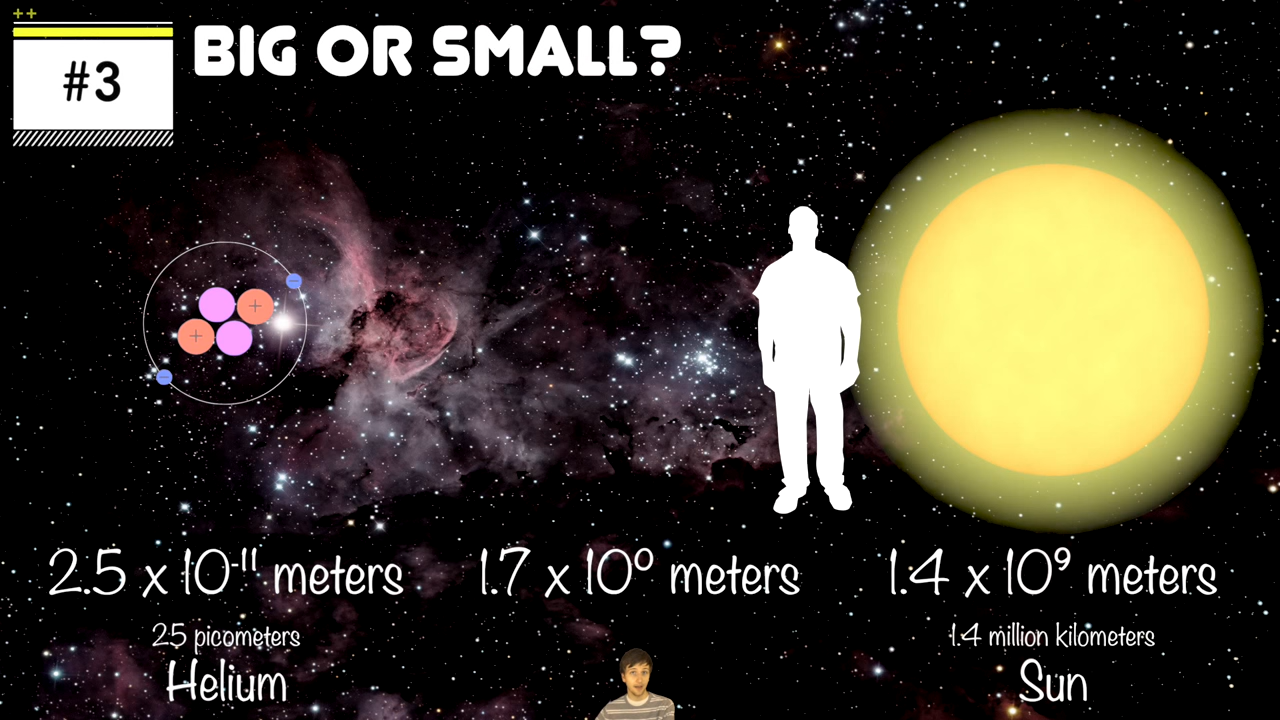 ++
#3
BIG OR SMALL?
2.5 x 10⁻¹¹ meters
1.7 x 10⁰ meters
1.4 x 10⁹ meters
25 picometers
1.4 million kilometers
Helium
Sun